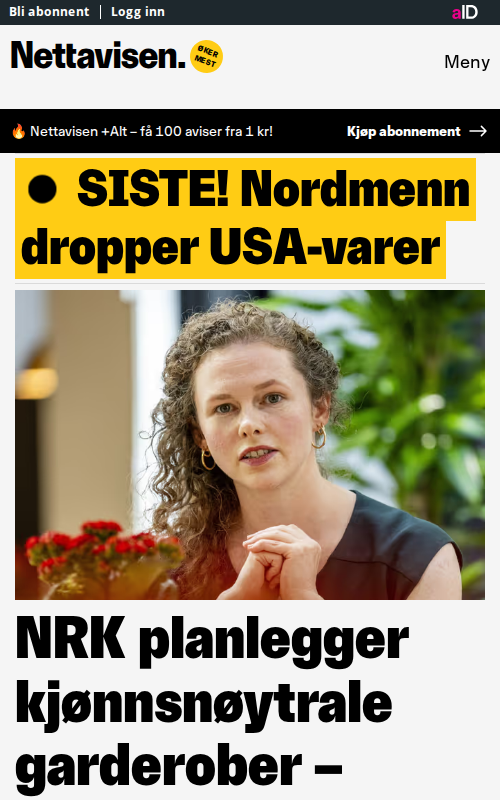 Bli abonnent | Logg inn
aID
Nettavisen.
ØKER
MEST
Meny
🔥 Nettavisen +Alt – få 100 aviser fra 1 kr!
Kjøp abonnement →
● SISTE! Nordmenn
dropper USA-varer
NRK planlegger
kjønnsnøytrale
garderober –